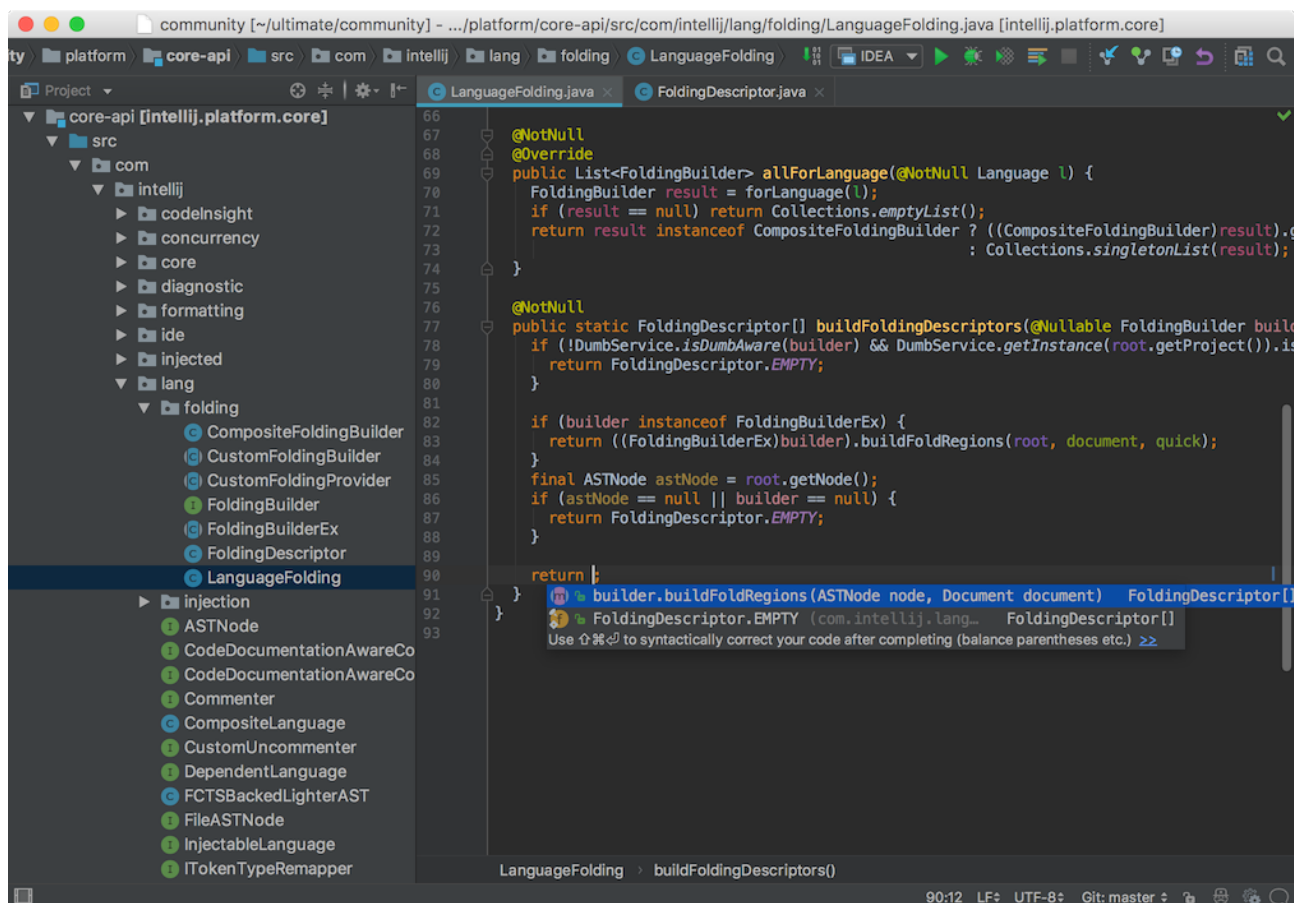 community [~/ultimate/community] - .../platform/core-api/src/com/intellij/lang/folding/LanguageFolding.java [intellij.platform.core]
ity platform core-api src com intellij lang folding LanguageFolding IDEA
Project
LanguageFolding.java FoldingDescriptor.java
core-api [intellij.platform.core]
src
com
intellij
codeInsight
concurrency
core
diagnostic
formatting
ide
injected
lang
folding
CompositeFoldingBuilder
CustomFoldingBuilder
CustomFoldingProvider
FoldingBuilder
FoldingBuilderEx
FoldingDescriptor
LanguageFolding
injection
ASTNode
CodeDocumentationAwareCo
CodeDocumentationAwareCo
Commenter
CompositeLanguage
CustomUncommenter
DependentLanguage
FCTSBackedLighterAST
FileASTNode
InjectableLanguage
ITokenTypeRemapper
66
67 @NotNull
68 @Override
69 public List<FoldingBuilder> allForLanguage(@NotNull Language l) {
70 FoldingBuilder result = forLanguage(l);
71 if (result == null) return Collections.emptyList();
72 return result instanceof CompositeFoldingBuilder ? ((CompositeFoldingBuilder)result).g
73 : Collections.singletonList(result);
74 }
75
76 @NotNull
77 public static FoldingDescriptor[] buildFoldingDescriptors(@Nullable FoldingBuilder buil
78 if (!DumbService.isDumbAware(builder) && DumbService.getInstance(root.getProject()).is
79 return FoldingDescriptor.EMPTY;
80 }
81
82 if (builder instanceof FoldingBuilderEx) {
83 return ((FoldingBuilderEx)builder).buildFoldRegions(root, document, quick);
84 }
85 final ASTNode astNode = root.getNode();
86 if (astNode == null || builder == null) {
87 return FoldingDescriptor.EMPTY;
88 }
89
90 return ;
91 }
92 }
93
builder.buildFoldRegions(ASTNode node, Document document) FoldingDescriptor[]
FoldingDescriptor.EMPTY (com.intellij.lang… FoldingDescriptor[]
Use ⇧⌘⏎ to syntactically correct your code after completing (balance parentheses etc.) >>
LanguageFolding › buildFoldingDescriptors()
90:12 LF UTF-8 Git: master